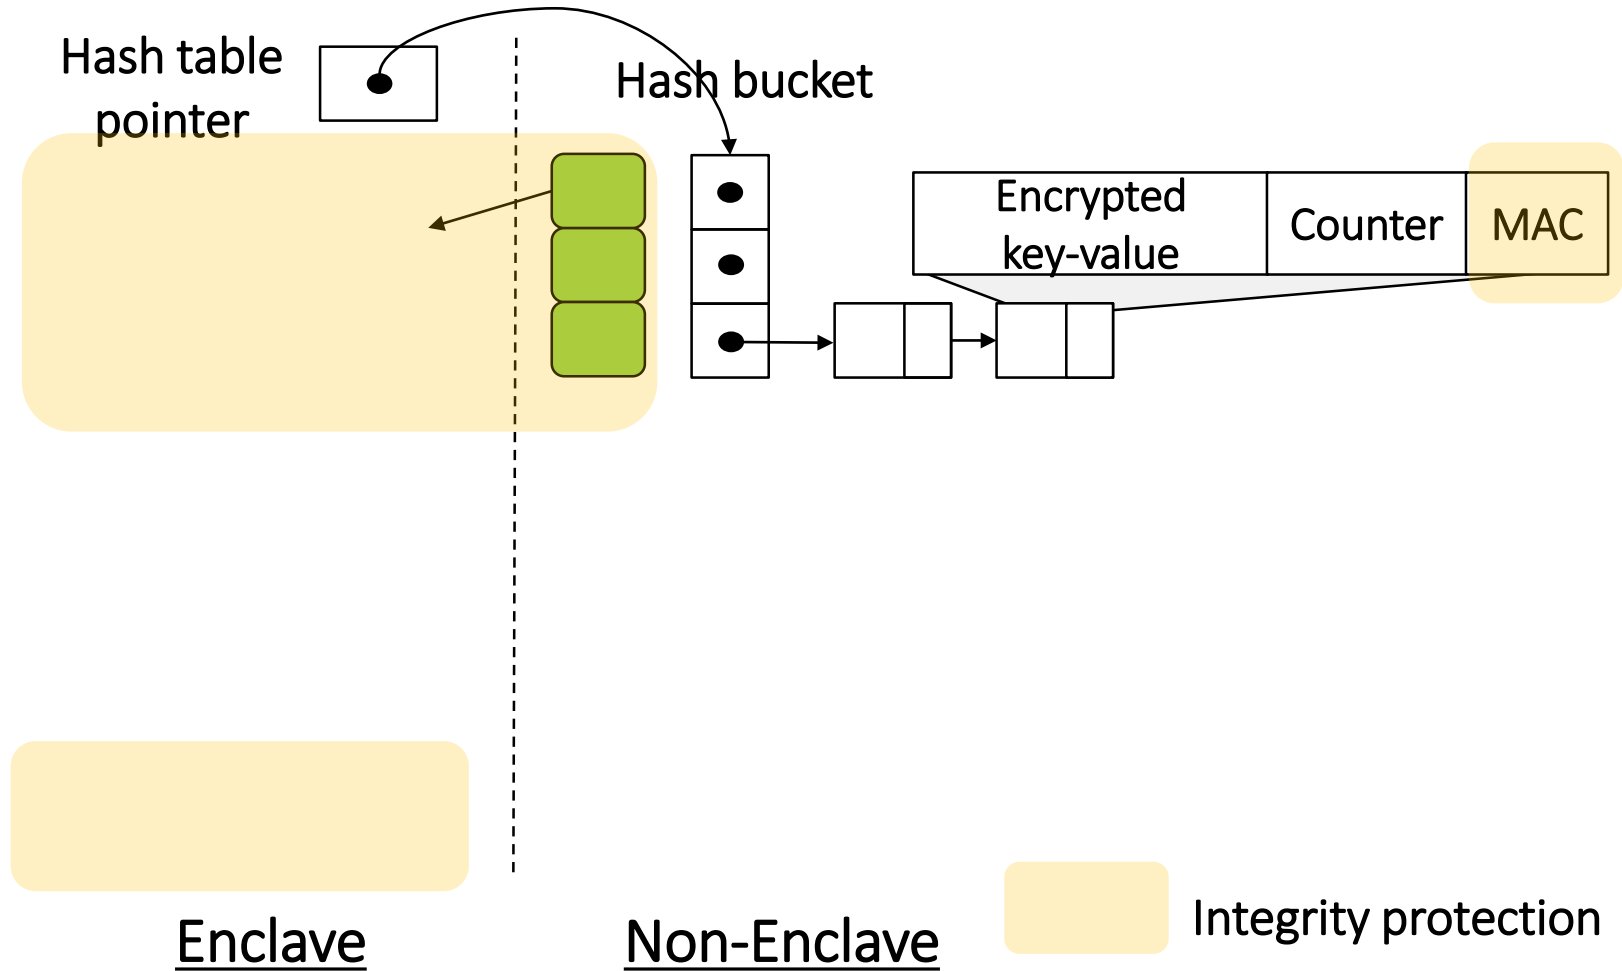 Hash table
pointer
Hash bucket
Encrypted
key-value
Counter
MAC
Integrity protection
Enclave
Non-Enclave